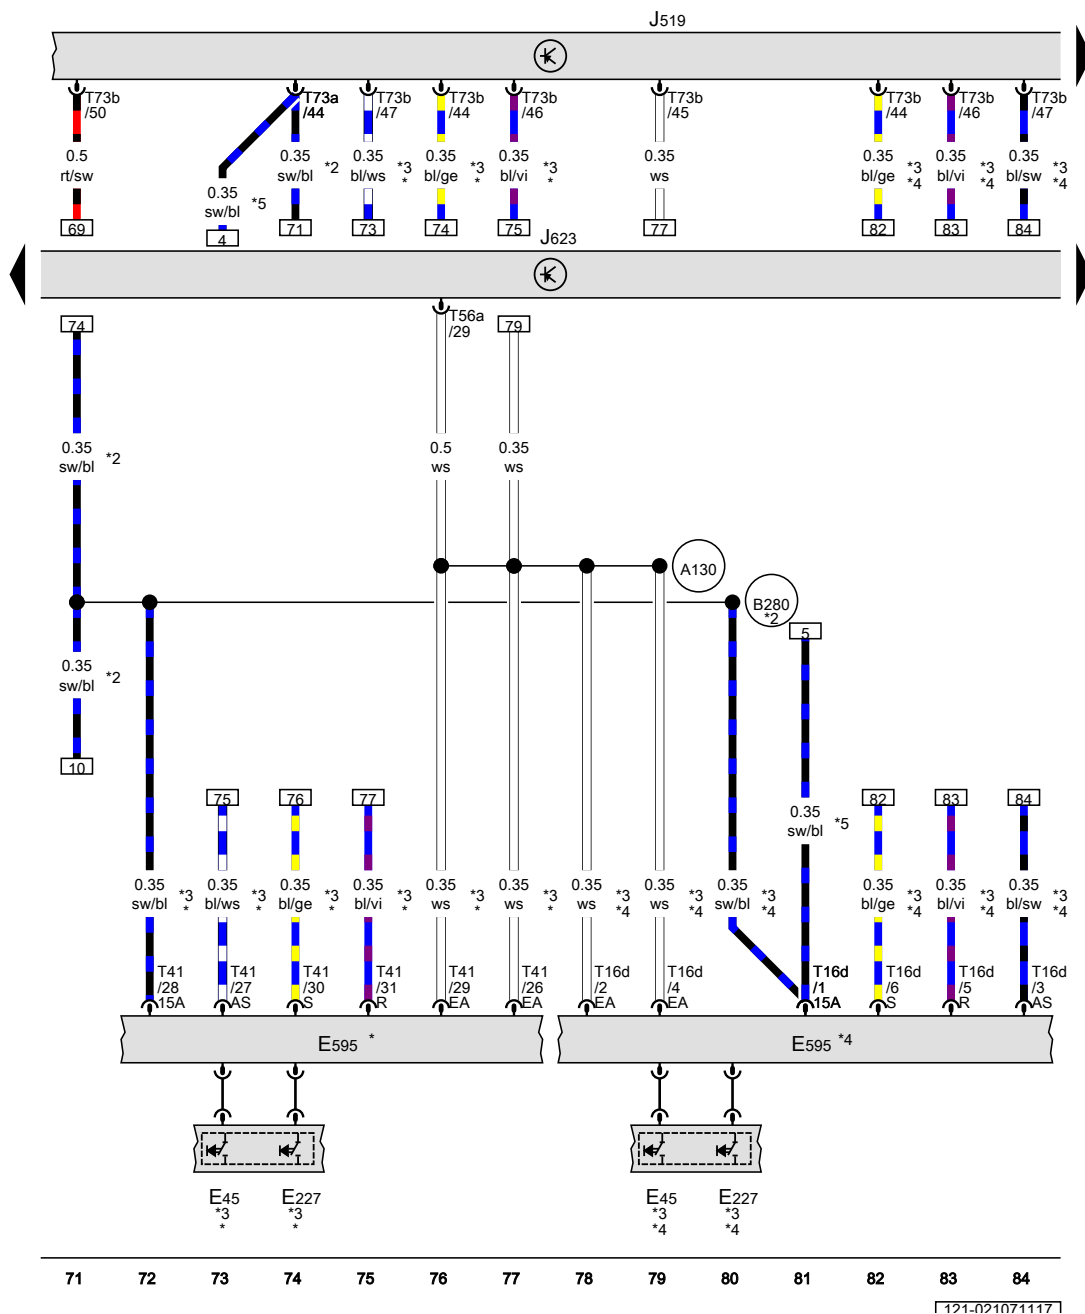 J519
T73b T73a T73b T73b T73b T73b T73b T73b T73b
/50 /44 /47 /44 /46 /45 /44 /46 /47
0.5 0.35 0.35 0.35 0.35 0.35 0.35 0.35 0.35
rt/sw sw/bl *2 bl/ws *3 * bl/ge *3 * bl/vi *3 * ws bl/ge *3 *4 bl/vi *3 *4 bl/sw *3 *4
0.35
sw/bl *5
69 4 71 73 74 75 77 82 83 84
J623
74 T56a 79
/29
0.35 0.5 0.35
sw/bl *2 ws ws
A130
B280
*2
5
0.35
sw/bl *2
10
75 76 77 82 83 84
0.35
sw/bl *5
0.35 0.35 0.35 0.35 0.35 0.35 0.35 0.35 0.35 0.35 0.35 0.35
sw/bl *3 * bl/ws *3 * bl/ge *3 * bl/vi *3 * ws *3 * ws *3 * ws *3 *4 ws *3 *4 sw/bl *3 *4 bl/ge *3 *4 bl/vi *3 *4 bl/sw *3 *4
T41 T41 T41 T41 T41 T41 T16d T16d T16d T16d T16d T16d
/28 /27 /30 /31 /29 /26 /2 /4 /1 /6 /5 /3
15A AS S R EA EA EA EA 15A S R AS
E595 * E595 *4
E45 E227 E45 E227
*3 *3 *3 *3
* * *4 *4
71 72 73 74 75 76 77 78 79 80 81 82 83 84
121-021071117